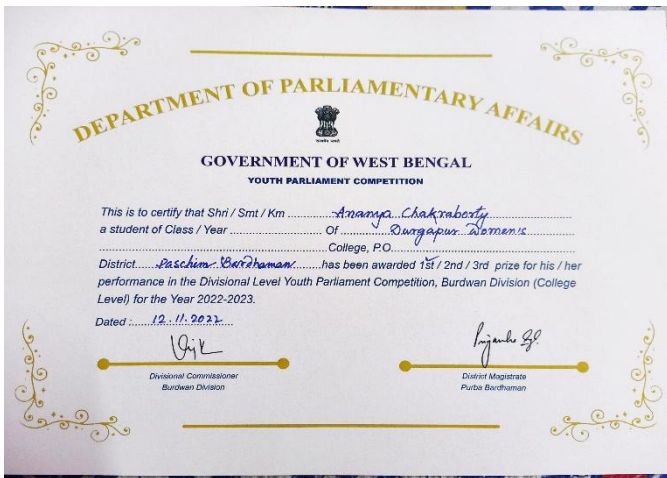 DEPARTMENT OF PARLIAMENTARY AFFAIRS
GOVERNMENT OF WEST BENGAL
YOUTH PARLIAMENT COMPETITION
This is to certify that Shri / Smt / Km ........ Ananya Chakraborty
a student of Class / Year ........ Of ........ Durgapur Women's
........ College, P.O. ........
District ........ Paschim Bardhaman ........ has been awarded 1st / 2nd / 3rd prize for his / her
performance in the Divisional Level Youth Parliament Competition, Burdwan Division (College
Level) for the Year 2022-2023.
Dated : 12.11.2022
Divisional Commissioner
Burdwan Division
District Magistrate
Purba Bardhaman